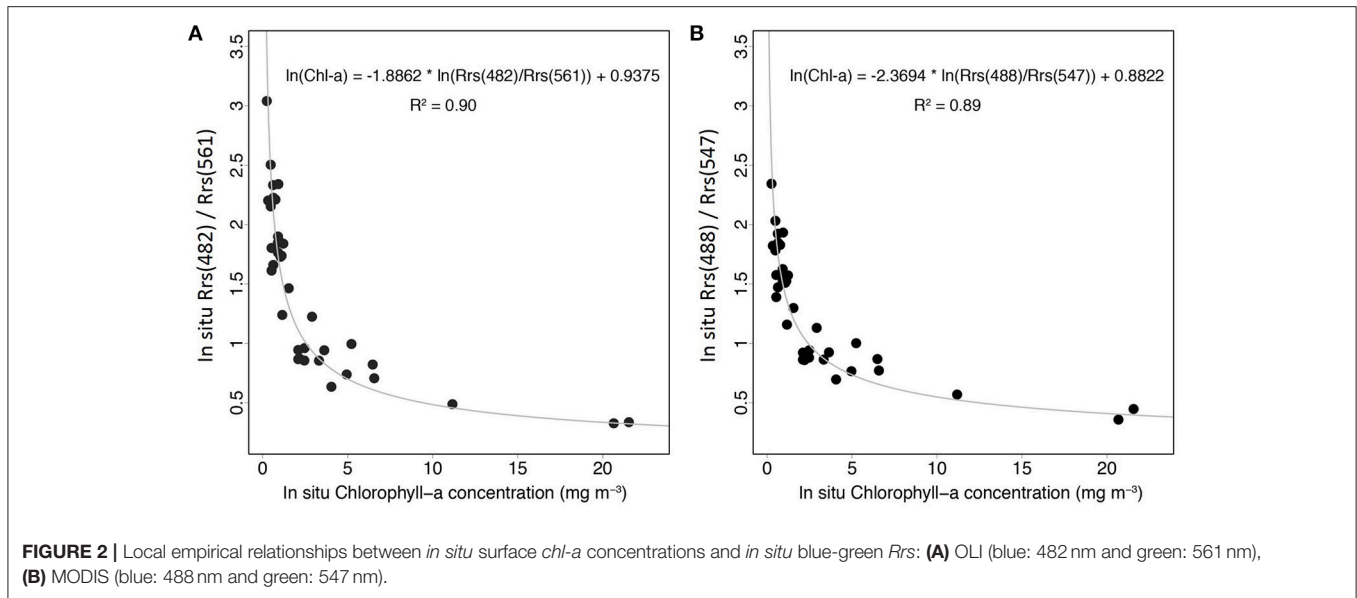 A
ln(Chl-a) = -1.8862 * ln(Rrs(482)/Rrs(561)) + 0.9375
R² = 0.90
In situ Rrs(482) / Rrs(561)
3.5
3
2.5
2
1.5
1
0.5
0 5 10 15 20
In situ Chlorophyll–a concentration (mg m⁻³)
B
ln(Chl-a) = -2.3694 * ln(Rrs(488)/Rrs(547)) + 0.8822
R² = 0.89
In situ Rrs(488) / Rrs(547)
3.5
3
2.5
2
1.5
1
0.5
0 5 10 15 20
In situ Chlorophyll–a concentration (mg m⁻³)
FIGURE 2 | Local empirical relationships between in situ surface chl-a concentrations and in situ blue-green Rrs: (A) OLI (blue: 482 nm and green: 561 nm),
(B) MODIS (blue: 488 nm and green: 547 nm).